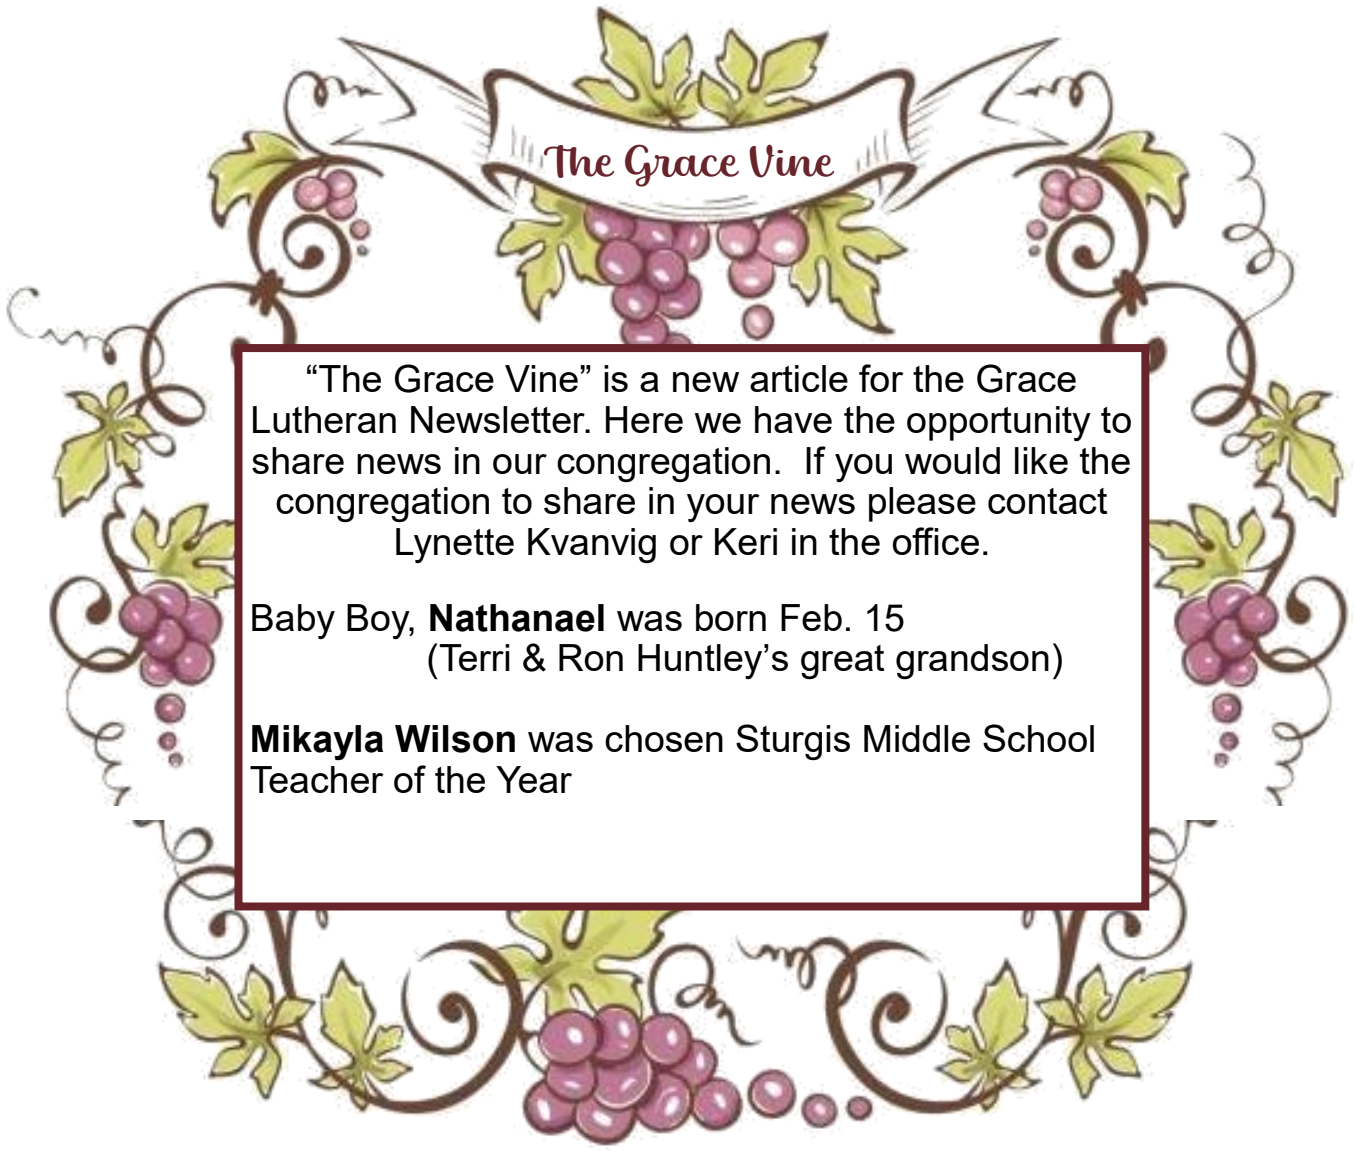 The Grace Vine
“The Grace Vine” is a new article for the Grace
Lutheran Newsletter. Here we have the opportunity to
share news in our congregation.  If you would like the
congregation to share in your news please contact
Lynette Kvanvig or Keri in the office.
Baby Boy, Nathanael was born Feb. 15
(Terri & Ron Huntley’s great grandson)
Mikayla Wilson was chosen Sturgis Middle School
Teacher of the Year